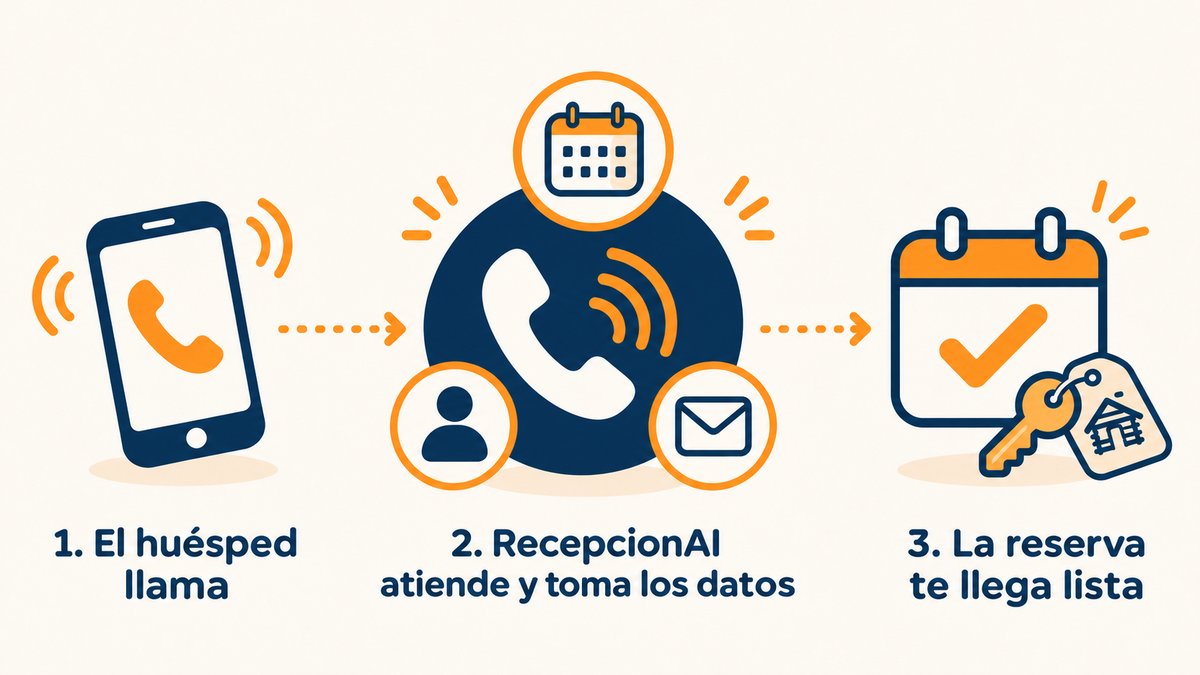 1. El huésped
llama
2. RecepcionAI
atiende y toma los datos
3. La reserva
te llega lista